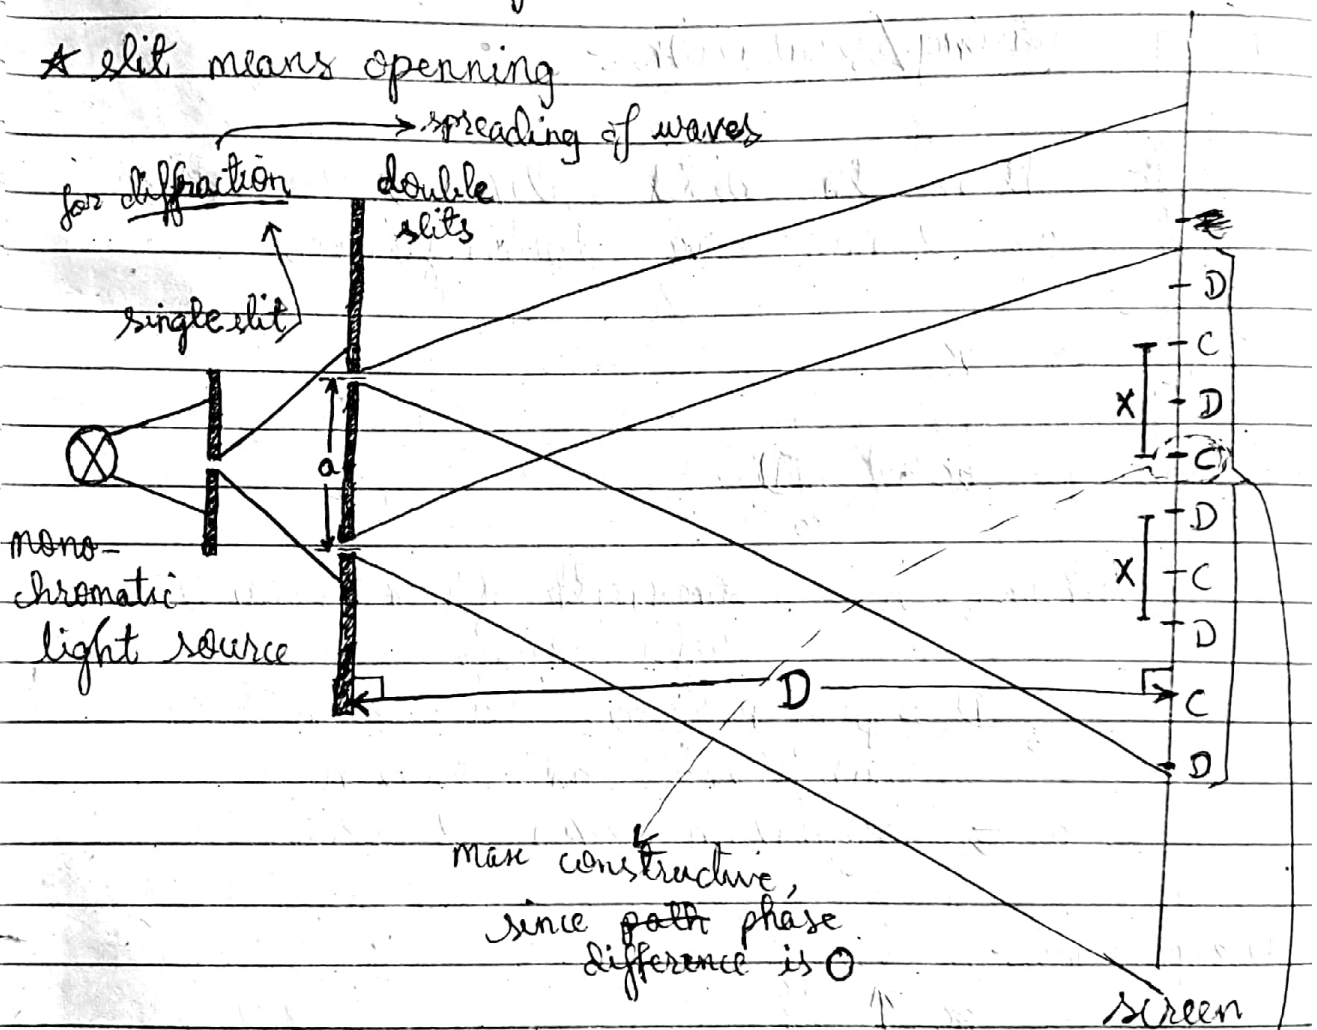 ★ slit means openning
→ spreading of waves
for diffraction
double
slits
single slit
D
C
X
D
C
a
D
X
C
D
mono-
chromatic
light source
D
C
D
max constructive,
since path phase
difference is 0
screen